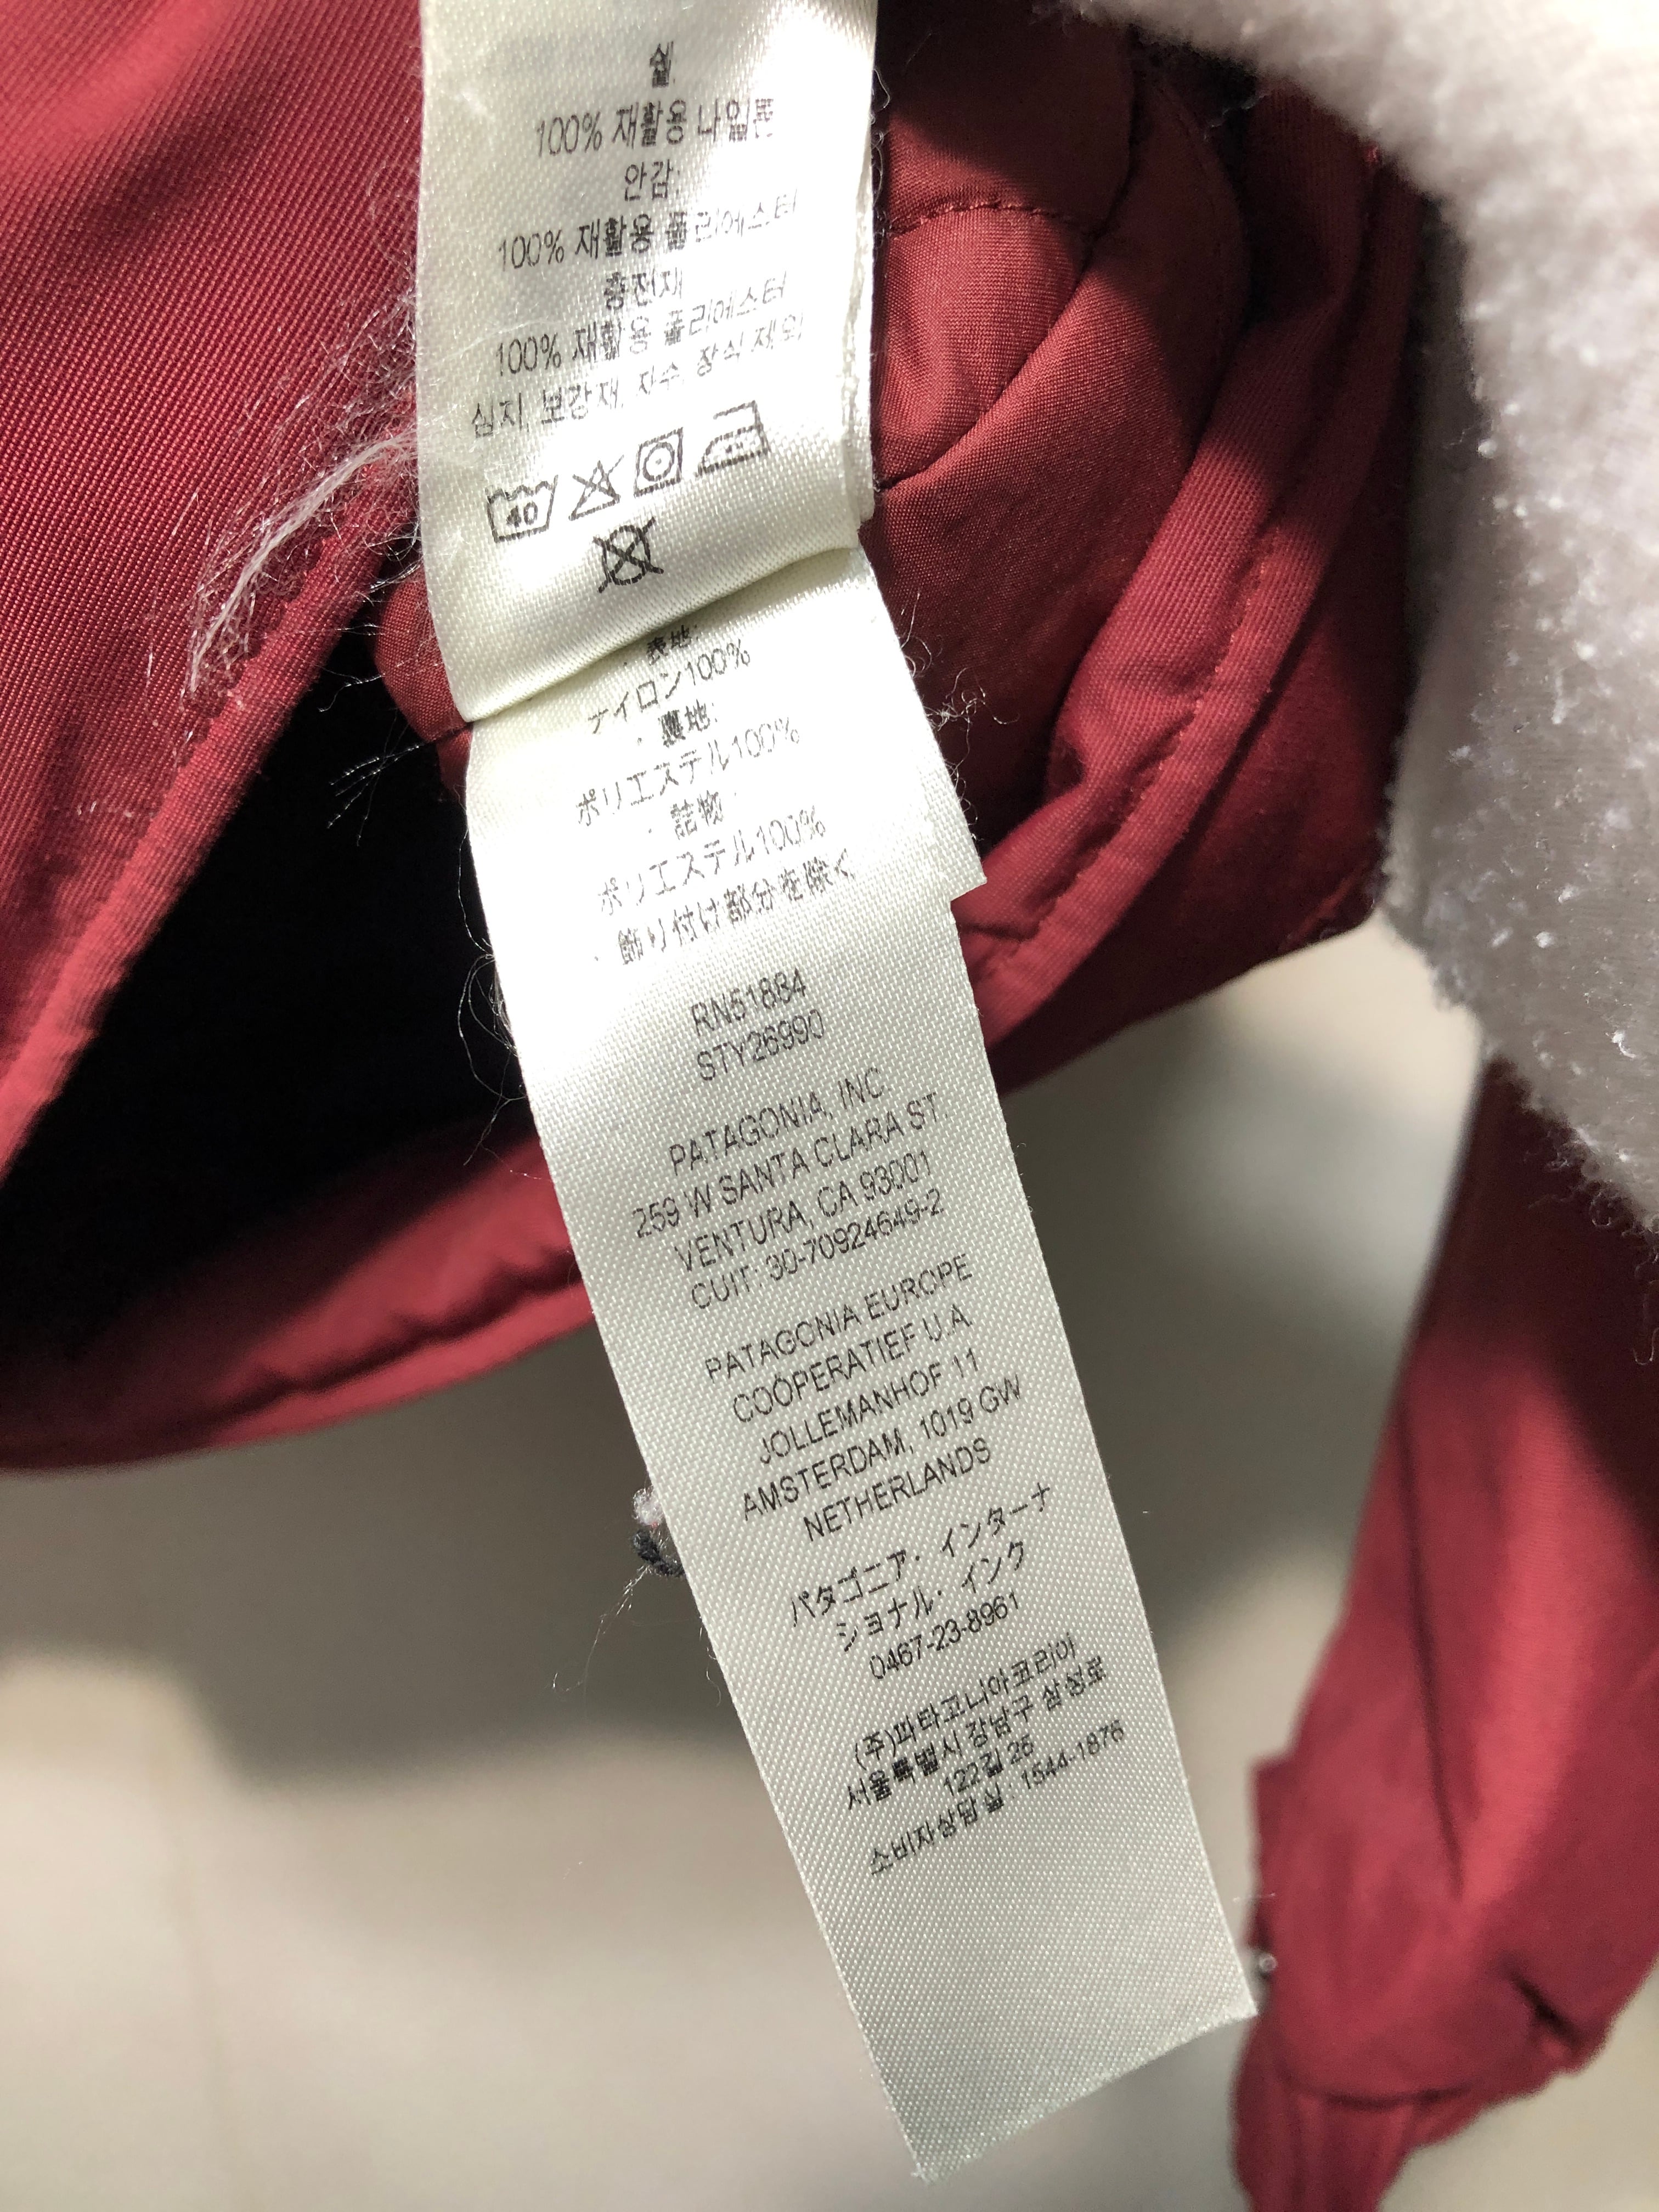 쉘:
100% 재활용 나일론
안감:
100% 재활용 폴리에스터
충전재
100% 재활용 폴리에스터
심지, 보강재, 자수, 장식 제외
40
・表地:
ナイロン100%
・裏地:
ポリエステル100%
・詰物:
ポリエステル100%
・飾り付け部分を除く
RN51884
STY26990
PATAGONIA, INC.
259 W SANTA CLARA ST.
VENTURA, CA 93001
CUIT: 30-70924649-2
PATAGONIA EUROPE
COÖPERATIEF U.A.
JOLLEMANHOF 11
AMSTERDAM, 1019 GW
NETHERLANDS
パタゴニア・インターナ
ショナル・インク
0467-23-8961
(주)파타고니아코리아
서울특별시 강남구 삼성로
122길 26
소비자상담실 : 1544-1876